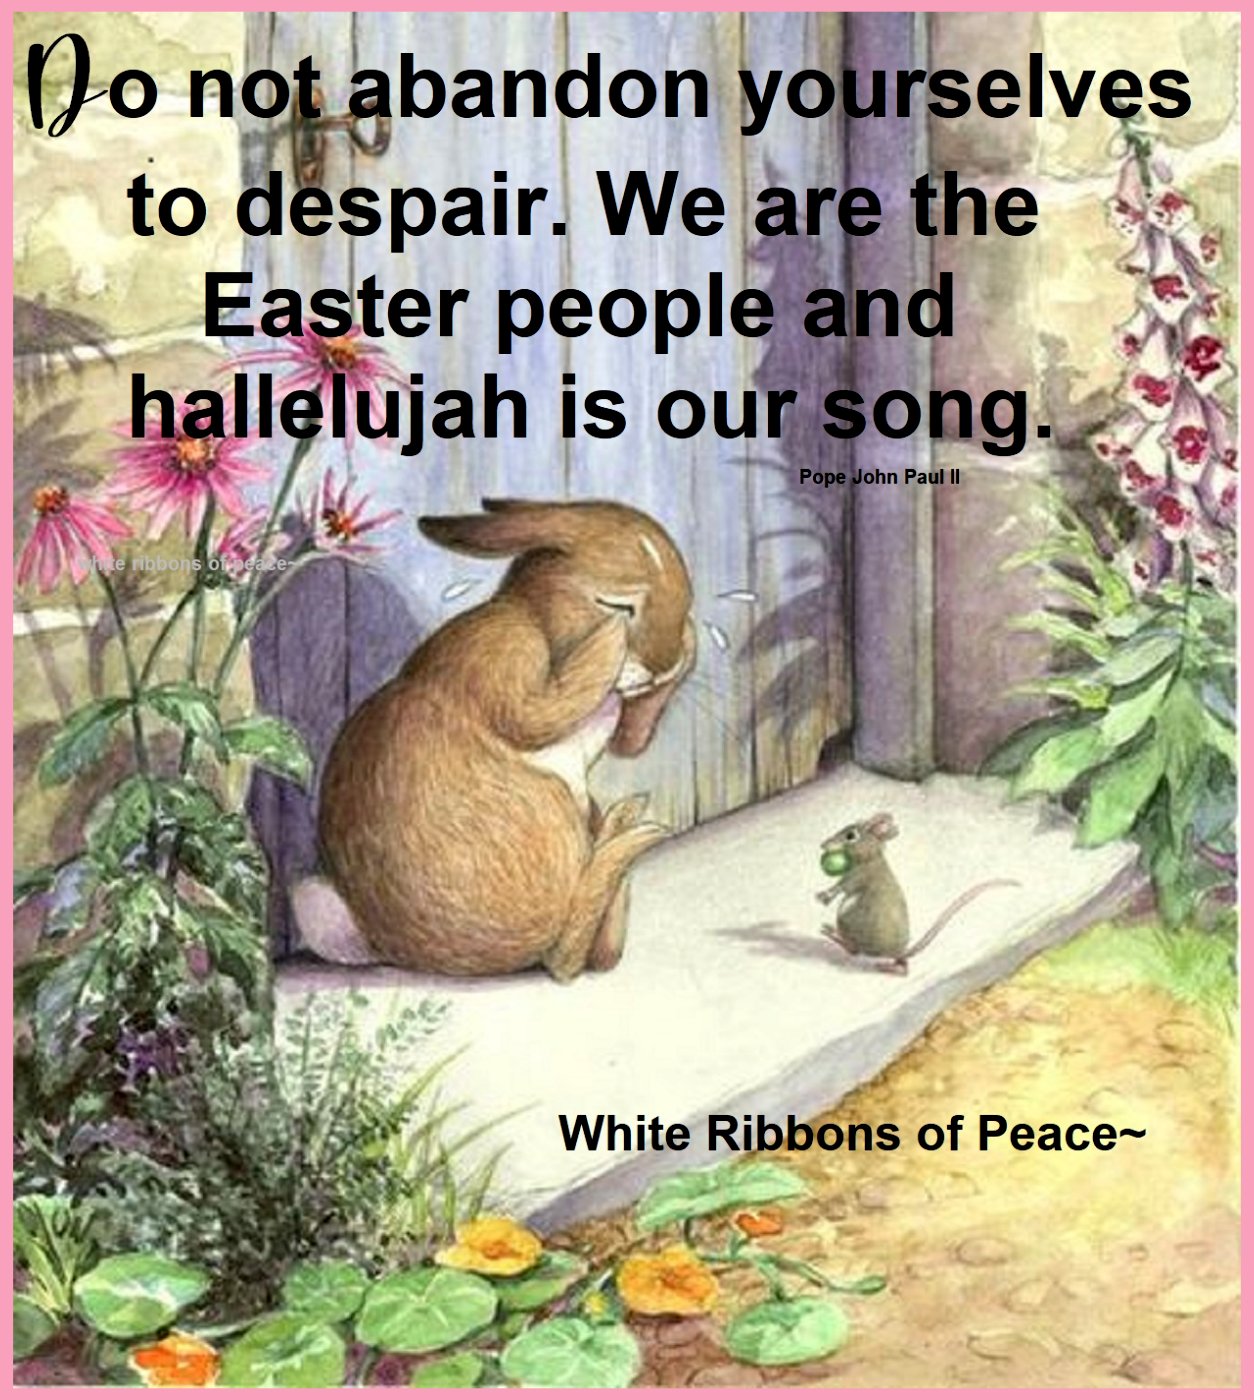 Do not abandon yourselves
to despair. We are the
Easter people and
hallelujah is our song.
Pope John Paul II
white ribbons of peace~
White Ribbons of Peace~